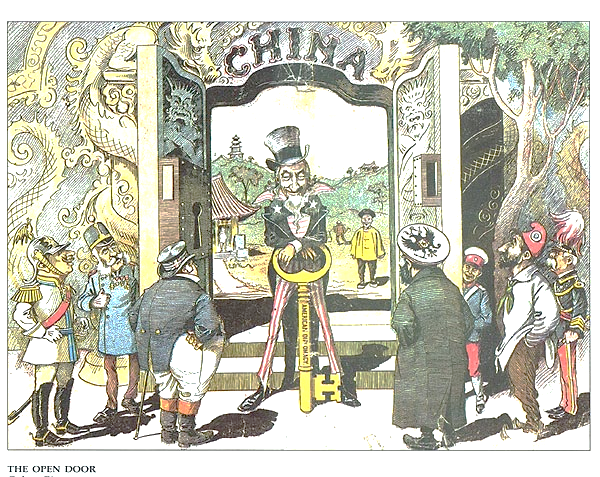 CHINA
AMERICAN DIPLOMACY
THE OPEN DOOR